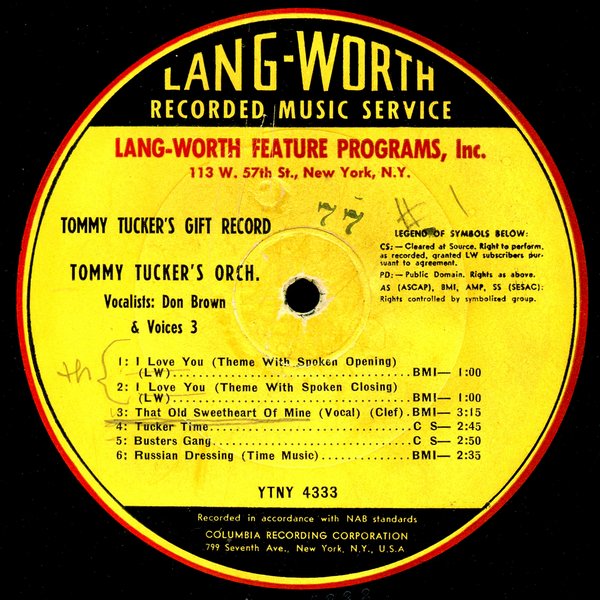 LANG-WORTH
RECORDED MUSIC SERVICE
LANG-WORTH FEATURE PROGRAMS, Inc.
113 W. 57th St., New York, N.Y.
77 # 1
TOMMY TUCKER'S GIFT RECORD
TOMMY TUCKER'S ORCH.
Vocalists: Don Brown
& Voices 3
LEGEND OF SYMBOLS BELOW:
CS:—Cleared at Source. Right to perform,
as recorded, granted LW subscribers pur-
suant to agreement.
PD:—Public Domain. Rights as above.
AS (ASCAP), BMI, AMP, SS (SESAC):
Rights controlled by symbolized group.
th {
1: I Love You (Theme With Spoken Opening)
(LW)........................................BMI— 1:00
2: I Love You (Theme With Spoken Closing)
(LW)........................................BMI— 1:00
3: That Old Sweetheart Of Mine (Vocal) (Clef).BMI— 3:15
4: Tucker Time..............................C S— 2:45
5: Busters Gang.............................C S— 2:50
6: Russian Dressing (Time Music)..............BMI— 2:35
YTNY 4333
Recorded in accordance with NAB standards
COLUMBIA RECORDING CORPORATION
799 Seventh Ave., New York, N.Y., U.S.A